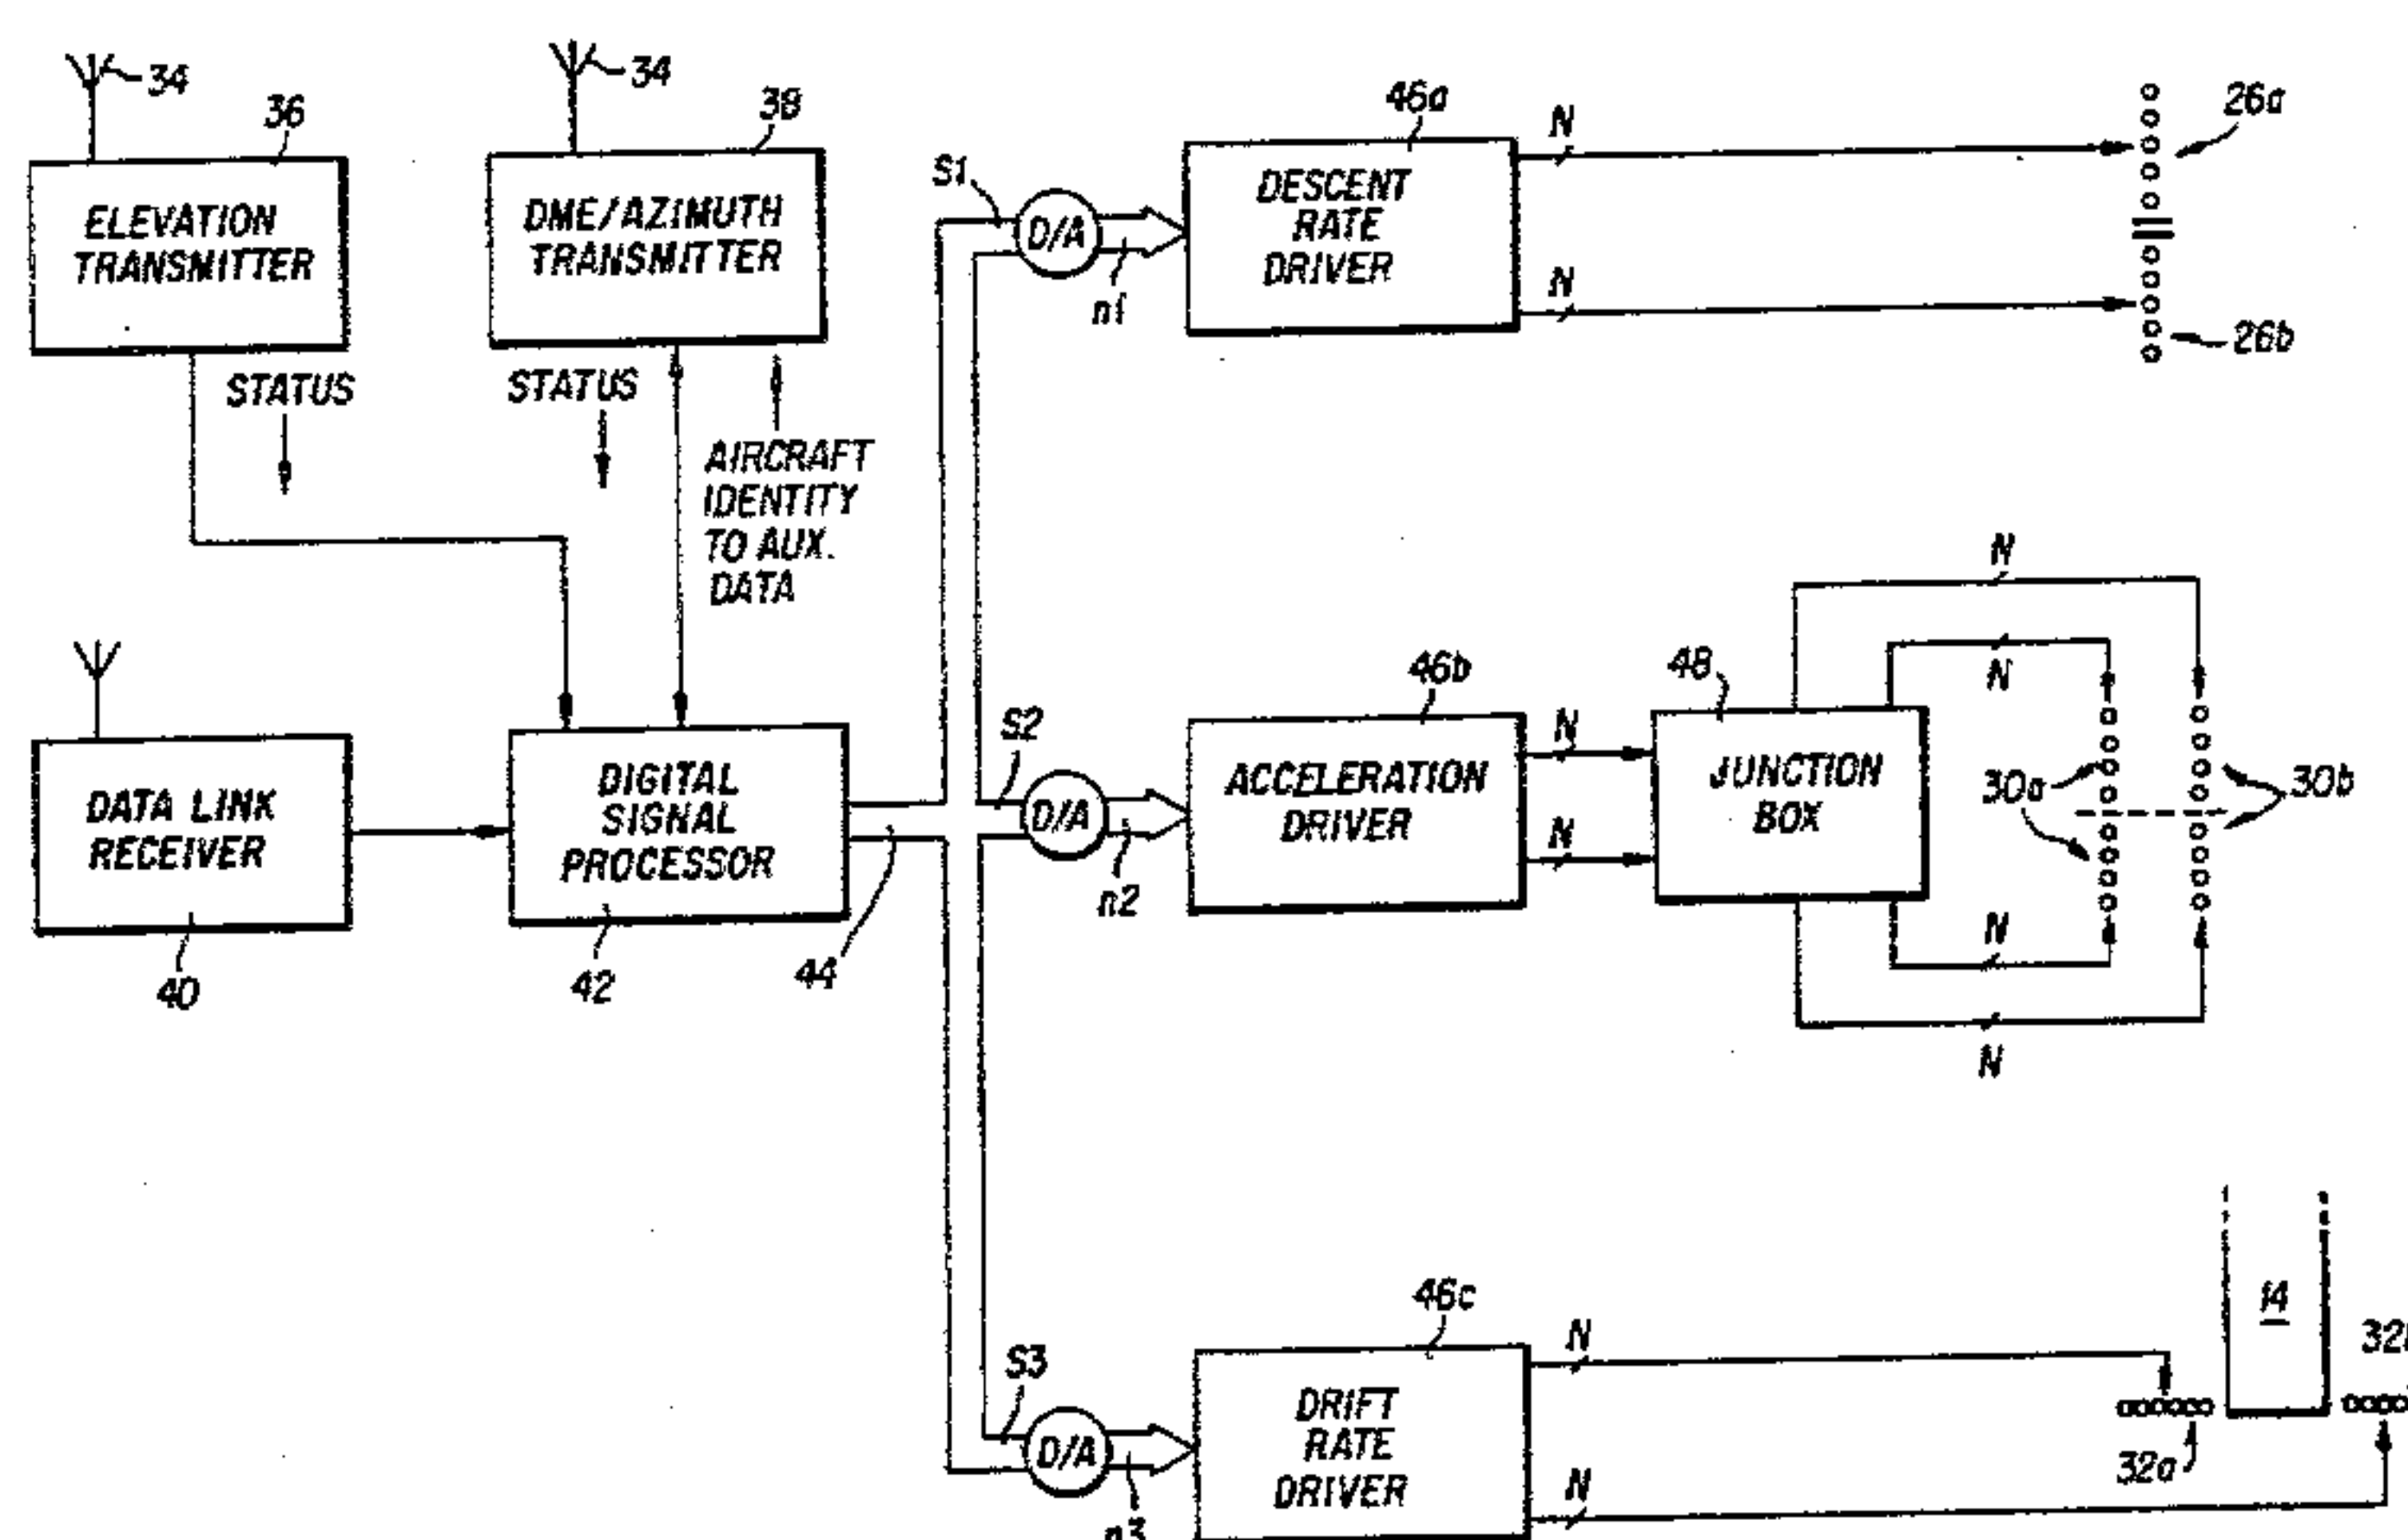 34
36
ELEVATION
TRANSMITTER
STATUS
34
38
DME/AZIMUTH
TRANSMITTER
STATUS
AIRCRAFT
IDENTITY
TO AUX.
DATA
DATA LINK
RECEIVER
40
DIGITAL
SIGNAL
PROCESSOR
42
44
S1
D/A
n1
46a
DESCENT
RATE
DRIVER
N
N
26a
26b
S2
D/A
n2
46b
ACCELERATION
DRIVER
N
N
48
JUNCTION
BOX
N
N
N
N
30a
30b
S3
D/A
n3
46c
DRIFT
RATE
DRIVER
N
N
14
32a